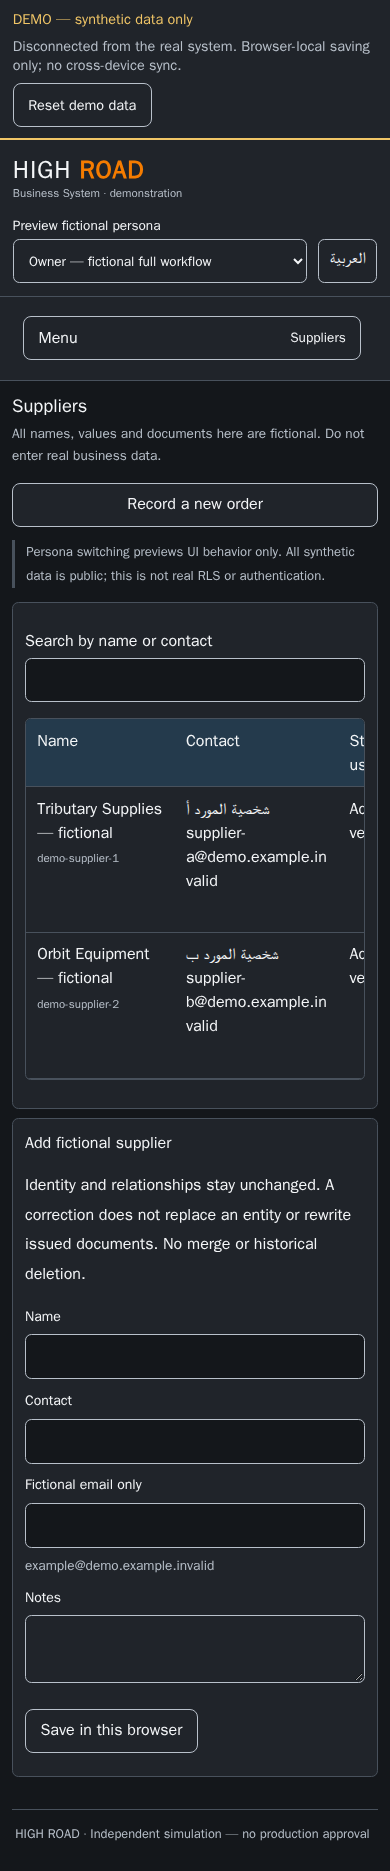 DEMO — synthetic data only
Disconnected from the real system. Browser-local saving
only; no cross-device sync.
Reset demo data
HIGH ROAD
Business System · demonstration
Preview fictional persona
Owner — fictional full workflow
العربية
Menu
Suppliers
Suppliers
All names, values and documents here are fictional. Do not
enter real business data.
Record a new order
Persona switching previews UI behavior only. All synthetic
data is public; this is not real RLS or authentication.
Search by name or contact
Name
Contact
Tributary Supplies
— fictional
demo-supplier-1
شخصية المورد أ
supplier-
a@demo.example.in
valid
Orbit Equipment
— fictional
demo-supplier-2
شخصية المورد ب
supplier-
b@demo.example.in
valid
Add fictional supplier
Identity and relationships stay unchanged. A
correction does not replace an entity or rewrite
issued documents. No merge or historical
deletion.
Name
Contact
Fictional email only
example@demo.example.invalid
Notes
Save in this browser
HIGH ROAD · Independent simulation — no production approval